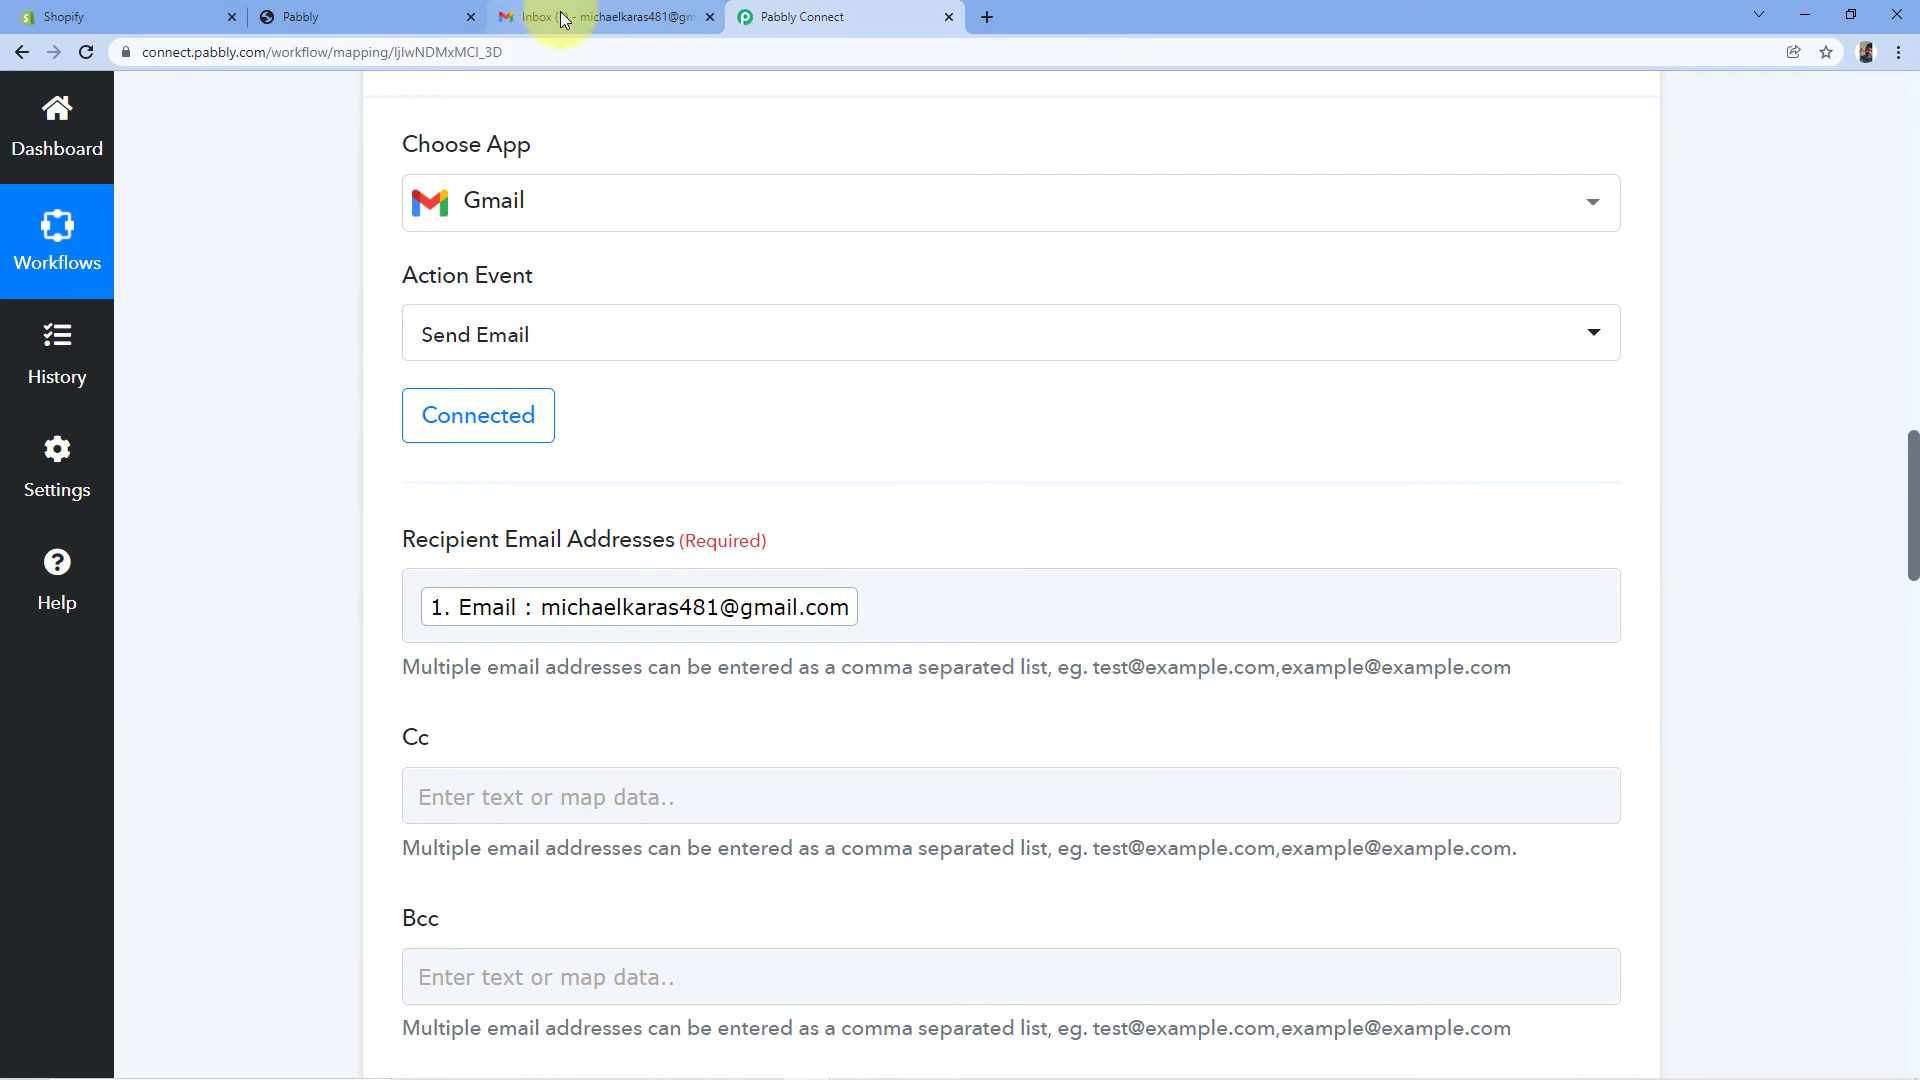 Shopify
Pabbly
Inbox ( - michaelkaras481@gm
Pabbly Connect
connect.pabbly.com/workflow/mapping/IjIwNDMxMCI_3D
Dashboard
Workflows
History
Settings
Help
Choose App
Gmail
Action Event
Send Email
Connected
Recipient Email Addresses (Required)
1. Email : michaelkaras481@gmail.com
Multiple email addresses can be entered as a comma separated list, eg. test@example.com,example@example.com
Cc
Enter text or map data..
Multiple email addresses can be entered as a comma separated list, eg. test@example.com,example@example.com.
Bcc
Enter text or map data..
Multiple email addresses can be entered as a comma separated list, eg. test@example.com,example@example.com